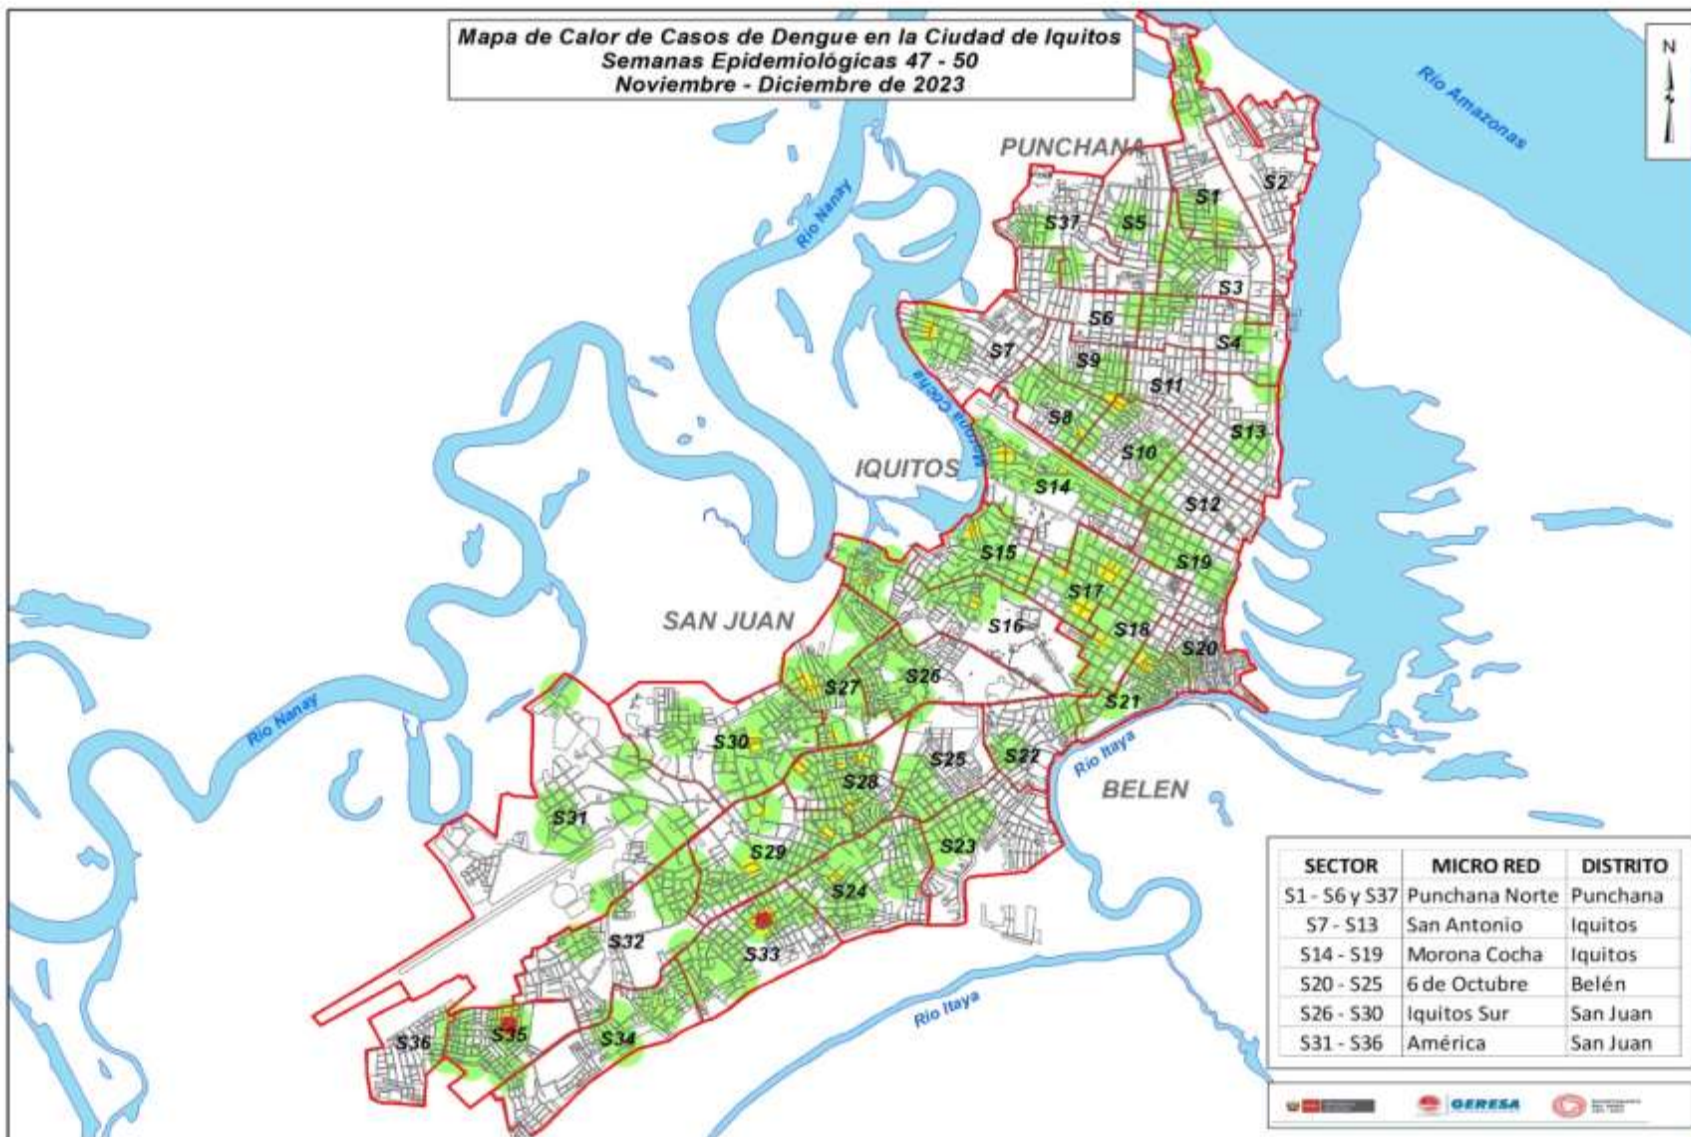 Mapa de Calor de Casos de Dengue en la Ciudad de Iquitos
Semanas Epidemiológicas 47 - 50
Noviembre - Diciembre de 2023
N
Río Amazonas
PUNCHANA
Río Nanay
S2
S1
S37
S5
S3
S6
S4
S7
S9
S11
Morona Cocha
S8
S13
S10
IQUITOS
S14
S12
S15
S19
S17
SAN JUAN
S16
S18
S20
S26
S27
S21
Río Nanay
S30
S25
S22
Río Itaya
S28
BELEN
S31
S29
S23
S24
S32
S33
Río Itaya
S35
S36
S34
SECTOR MICRO RED DISTRITO
S1 - S6 y S37 Punchana Norte Punchana
S7 - S13 San Antonio Iquitos
S14 - S19 Morona Cocha Iquitos
S20 - S25 6 de Octubre Belén
S26 - S30 Iquitos Sur San Juan
S31 - S36 América San Juan
GERESA